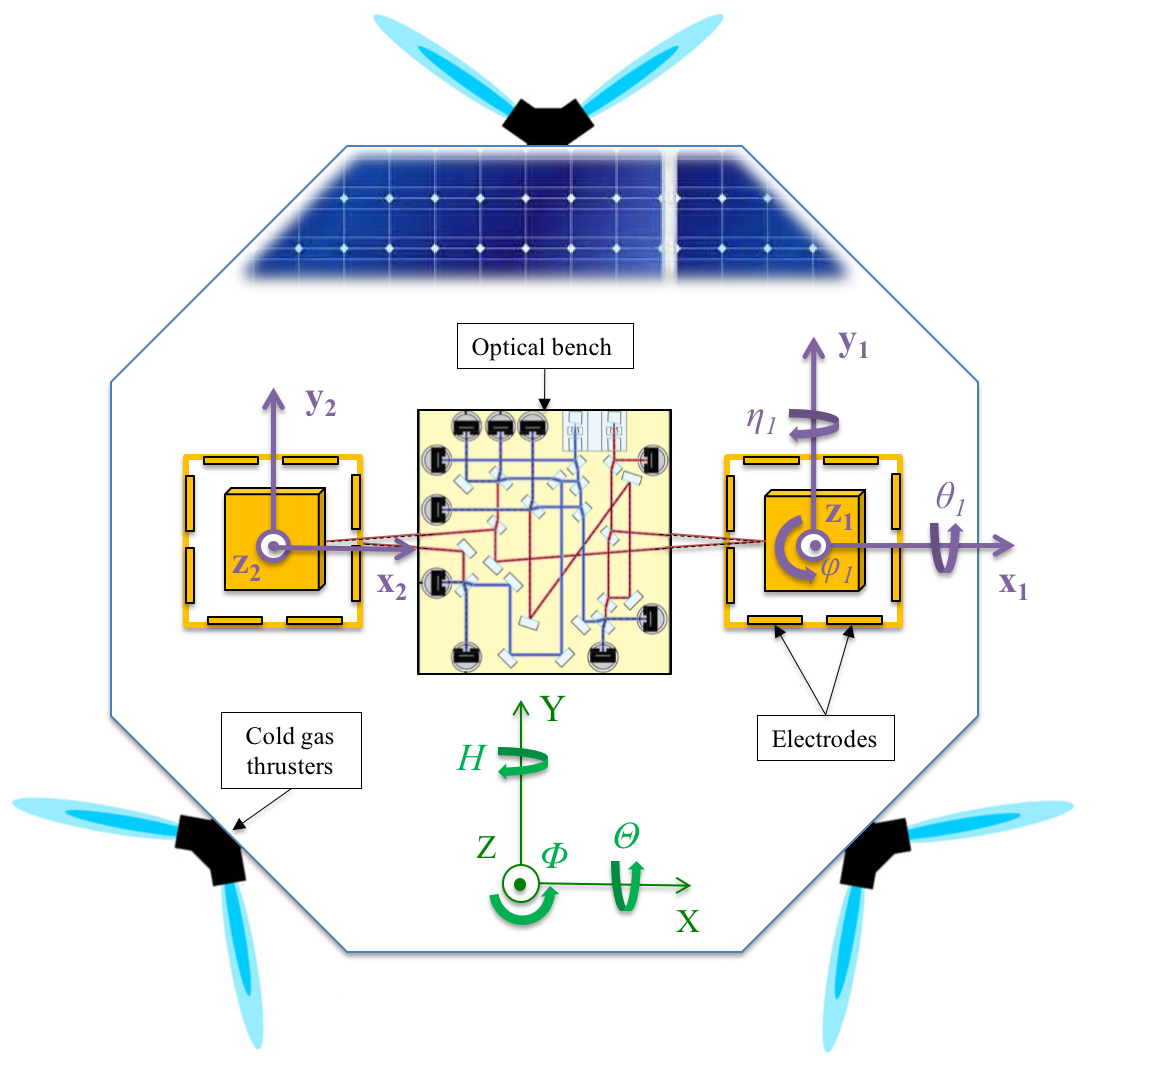 Optical bench
y₁
y₂
η₁
θ₁
z₁
z₂
φ₁
x₂
x₁
Y
Cold gas
thrusters
Electrodes
H
Z
Φ
Θ
X